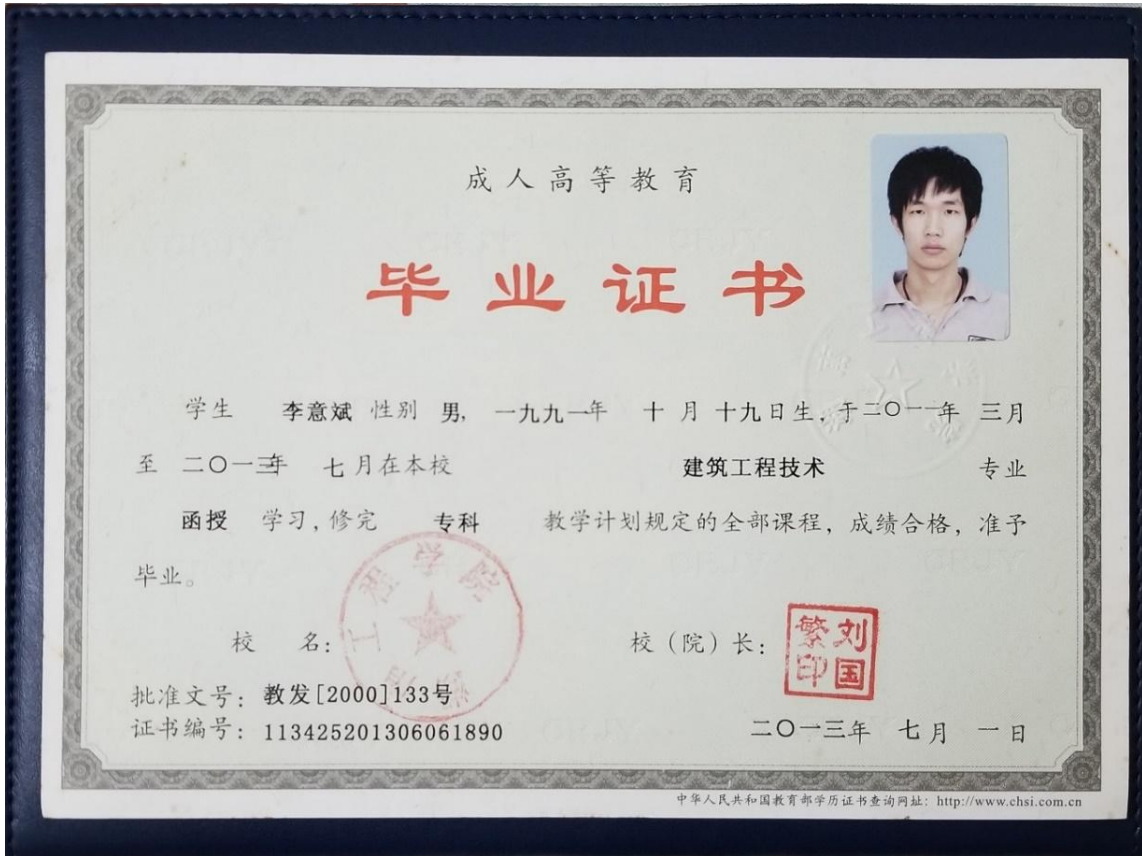 成人高等教育
毕业证书
学生 李意斌 性别 男, 一九九一年 十月十九日生,于二〇一一年 三月
至 二〇一三年 七月在本校 建筑工程技术 专业
函授 学习,修完 专科 教学计划规定的全部课程,成绩合格,准予
毕业。
工程学院
校 名: 校(院)长: 刘国繁印
批准文号: 教发[2000]133号
证书编号: 113425201306061890 二〇一三年 七月 一日
中华人民共和国教育部学历证书查询网址: http://www.chsi.com.cn